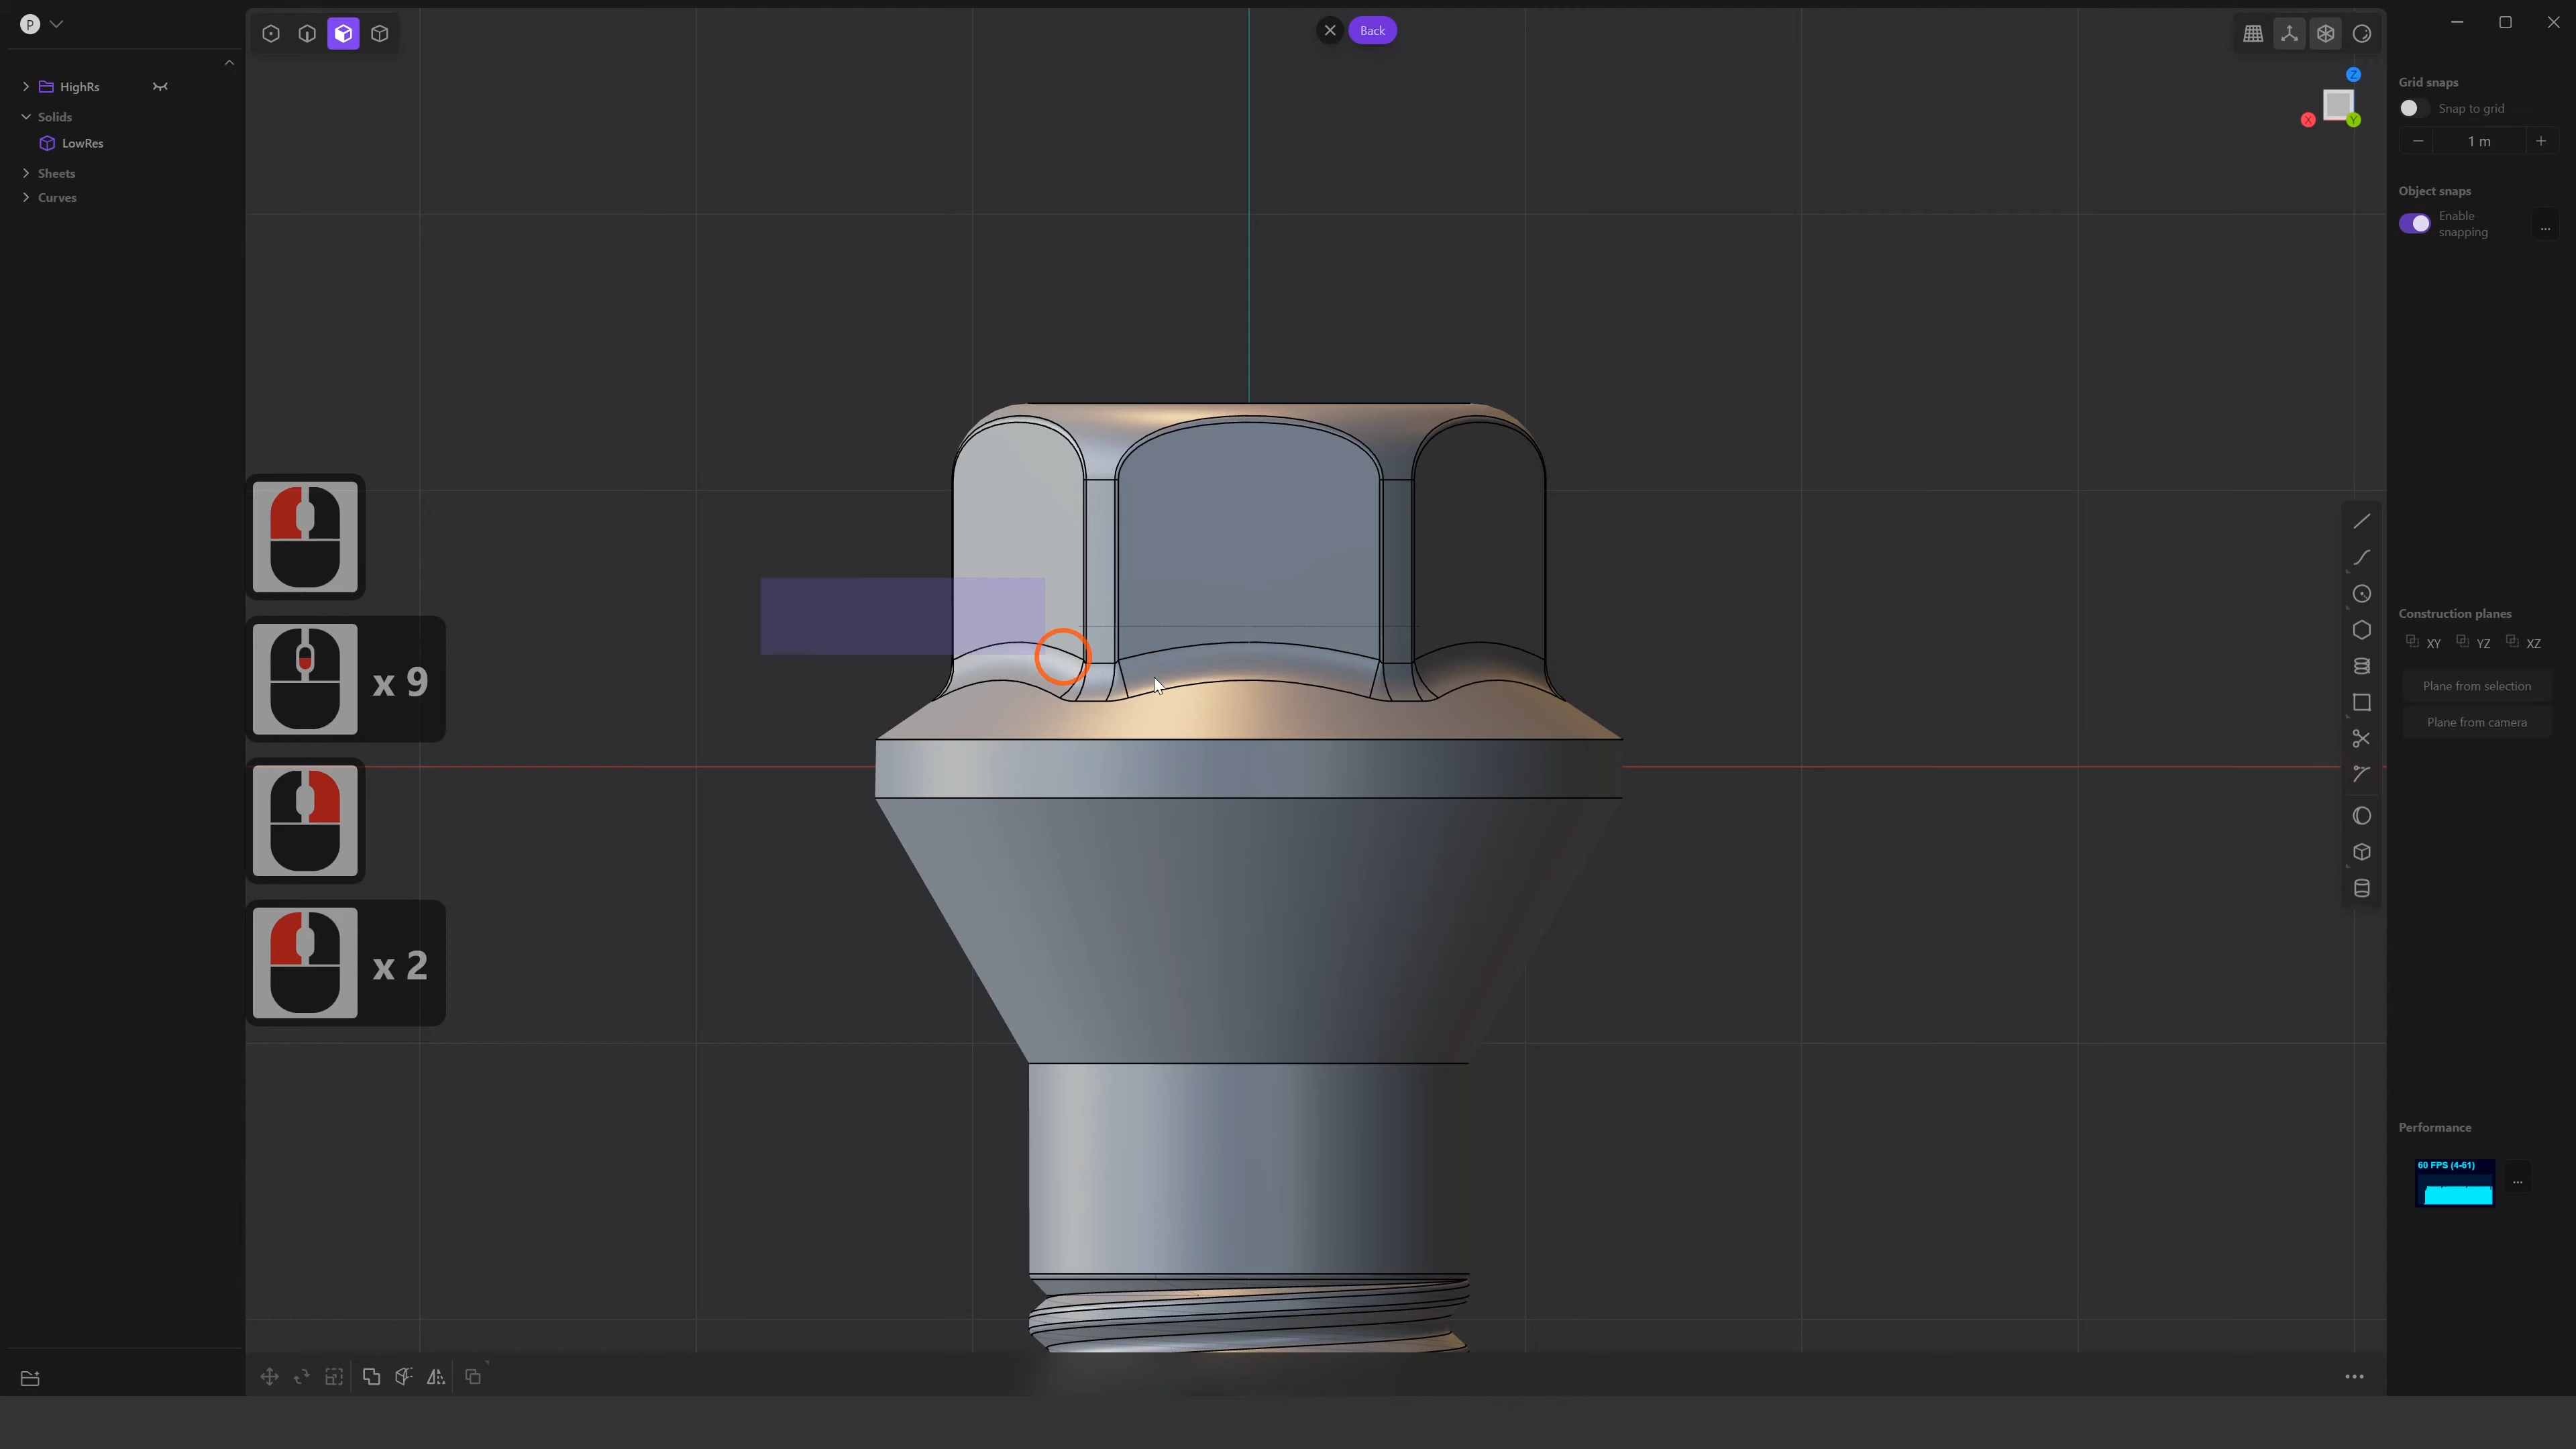 P
Back
HighRs
Solids
LowRes
Sheets
Curves
x 9
x 2
Z
X
Y
Grid snaps
Snap to grid
1 m
Object snaps
Enable
snapping
...
Construction planes
XY
YZ
XZ
Plane from selection
Plane from camera
Performance
60 FPS (4-61)
...